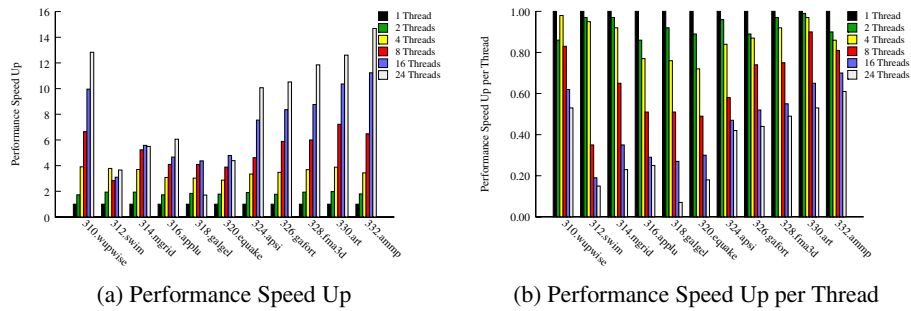 Performance Speed Up
16
14
12
10
8
6
4
2
0
1 Thread
2 Threads
4 Threads
8 Threads
16 Threads
24 Threads
310.wupwise
312.swim
314.mgrid
316.applu
318.galgel
320.equake
324.apsi
326.gafort
328.fma3d
330.art
332.ammp
(a) Performance Speed Up
Performance Speed Up per Thread
1.00
0.80
0.60
0.40
0.20
0.00
1 Thread
2 Threads
4 Threads
8 Threads
16 Threads
24 Threads
310.wupwise
312.swim
314.mgrid
316.applu
318.galgel
320.equake
324.apsi
326.gafort
328.fma3d
330.art
332.ammp
(b) Performance Speed Up per Thread